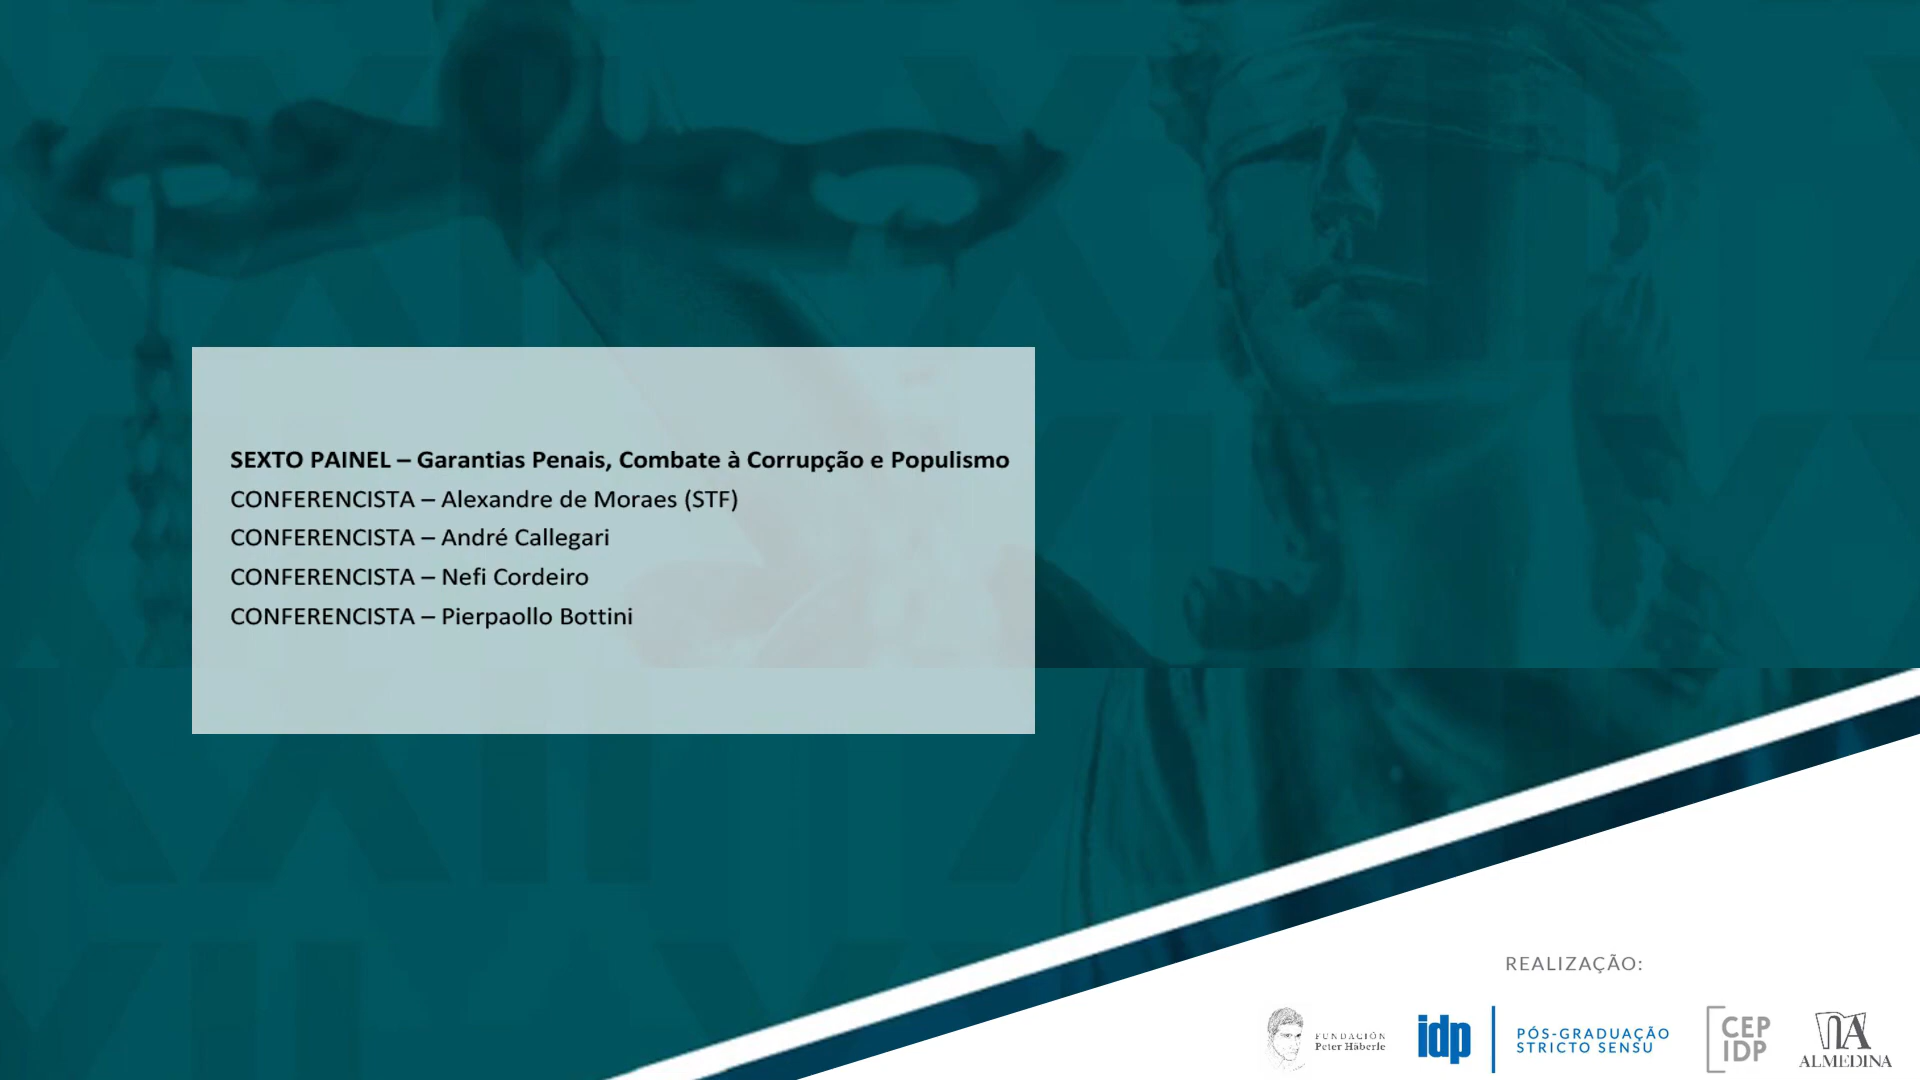 SEXTO PAINEL – Garantias Penais, Combate à Corrupção e Populismo
CONFERENCISTA – Alexandre de Moraes (STF)
CONFERENCISTA – André Callegari
CONFERENCISTA – Nefi Cordeiro
CONFERENCISTA – Pierpaollo Bottini
REALIZAÇÃO:
FUNDACIÓN
Peter Häberle
idp
PÓS-GRADUAÇÃO
STRICTO SENSU
CEP
IDP
ALMEDINA